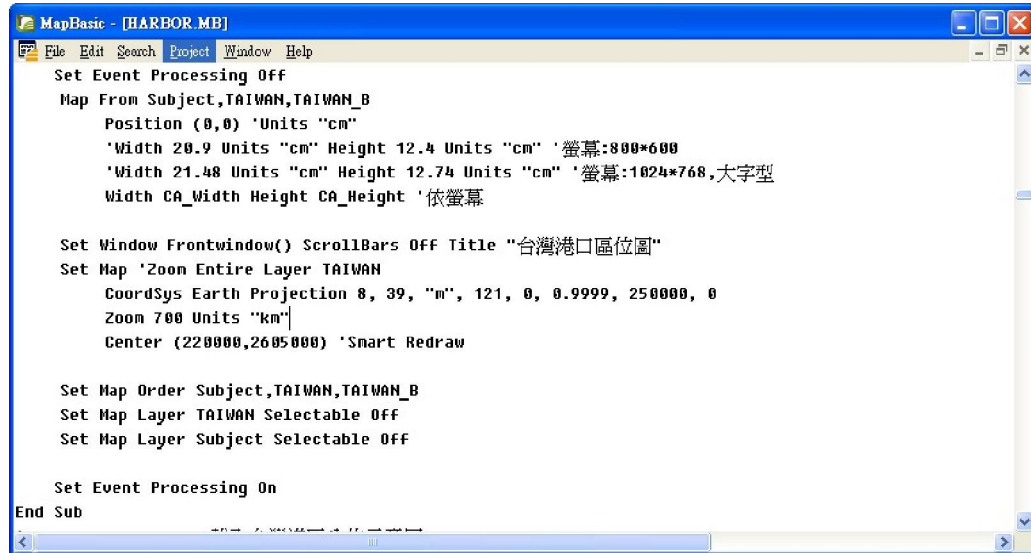 MapBasic - [HARBOR.MB]
File Edit Search Project Window Help
Set Event Processing Off
Map From Subject,TAIWAN,TAIWAN_B
Position (0,0) 'Units "cm"
'Width 20.9 Units "cm" Height 12.4 Units "cm" '螢幕:800*600
'Width 21.48 Units "cm" Height 12.74 Units "cm" '螢幕:1024*768,大字型
Width CA_Width Height CA_Height '依螢幕
Set Window Frontwindow() ScrollBars Off Title "台灣港口區位圖"
Set Map 'Zoom Entire Layer TAIWAN
CoordSys Earth Projection 8, 39, "m", 121, 0, 0.9999, 250000, 0
Zoom 700 Units "km"
Center (220000,2605000) 'Smart Redraw
Set Map Order Subject,TAIWAN,TAIWAN_B
Set Map Layer TAIWAN Selectable Off
Set Map Layer Subject Selectable Off
Set Event Processing On
End Sub